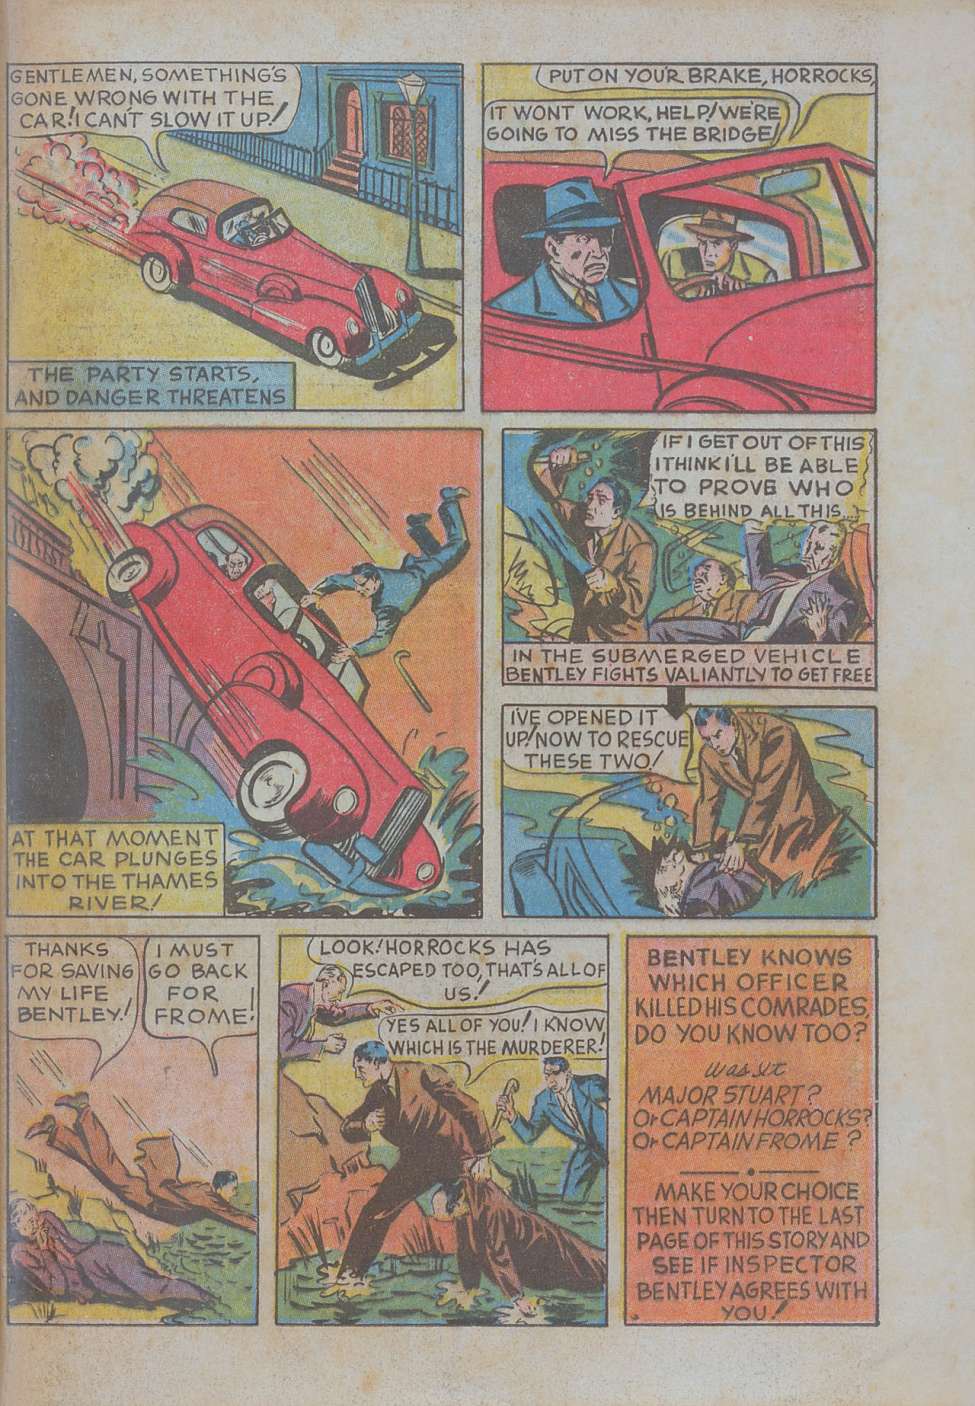 GENTLEMEN, SOMETHING'S
GONE WRONG WITH THE
CAR! I CAN'T SLOW IT UP!
THE PARTY STARTS,
AND DANGER THREATENS
PUT ON YOU'R BRAKE, HORROCKS,
IT WONT WORK, HELP! WE'RE
GOING TO MISS THE BRIDGE!
AT THAT MOMENT
THE CAR PLUNGES
INTO THE THAMES
RIVER!
IF I GET OUT OF THIS
I THINK I'LL BE ABLE
TO PROVE WHO
IS BEHIND ALL THIS...
IN THE SUBMERGED VEHICLE
BENTLEY FIGHTS VALIANTLY TO GET FREE
I'VE OPENED IT
UP! NOW TO RESCUE
THESE TWO!
THANKS
FOR SAVING
MY LIFE
BENTLEY!
I MUST
GO BACK
FOR
FROME!
LOOK! HORROCKS HAS
ESCAPED TOO, THAT'S ALL OF
US!
YES ALL OF YOU! I KNOW
WHICH IS THE MURDERER!
BENTLEY KNOWS
WHICH OFFICER
KILLED HIS COMRADES,
DO YOU KNOW TOO?
was it
MAJOR STUART?
Or CAPTAIN HORROCKS?
Or CAPTAIN FROME?
MAKE YOUR CHOICE
THEN TURN TO THE LAST
PAGE OF THIS STORY AND
SEE IF INSPECTOR
BENTLEY AGREES WITH
YOU!